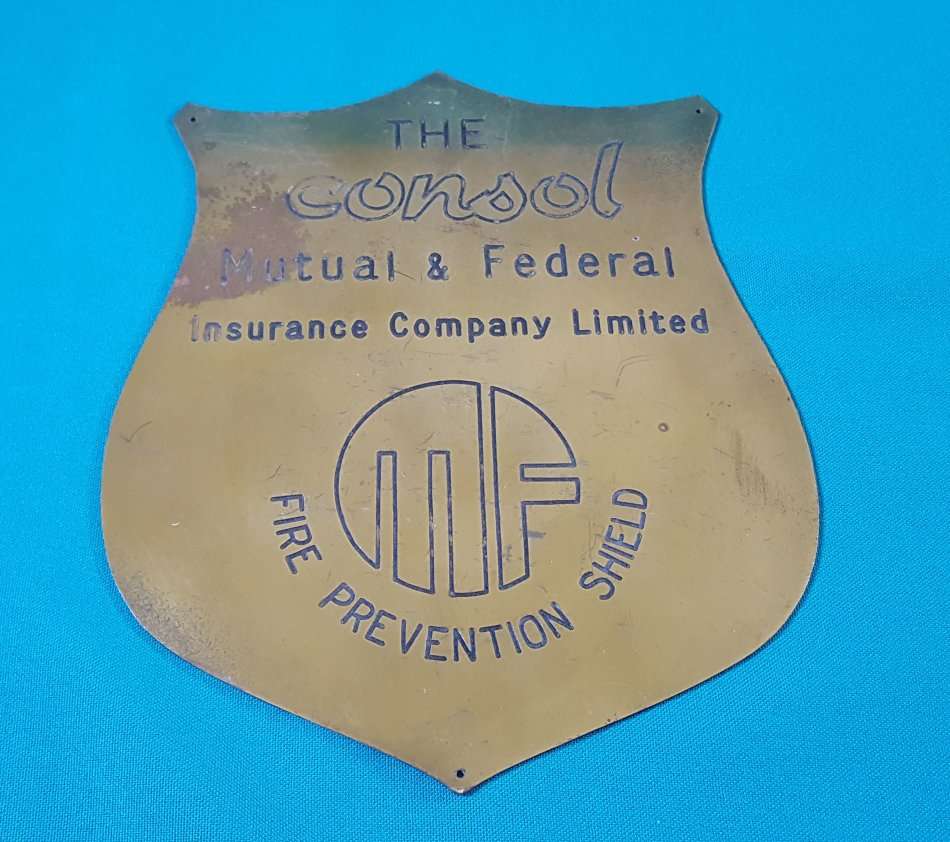 THE
consol
Mutual & Federal
Insurance Company Limited
MF
FIRE PREVENTION SHIELD